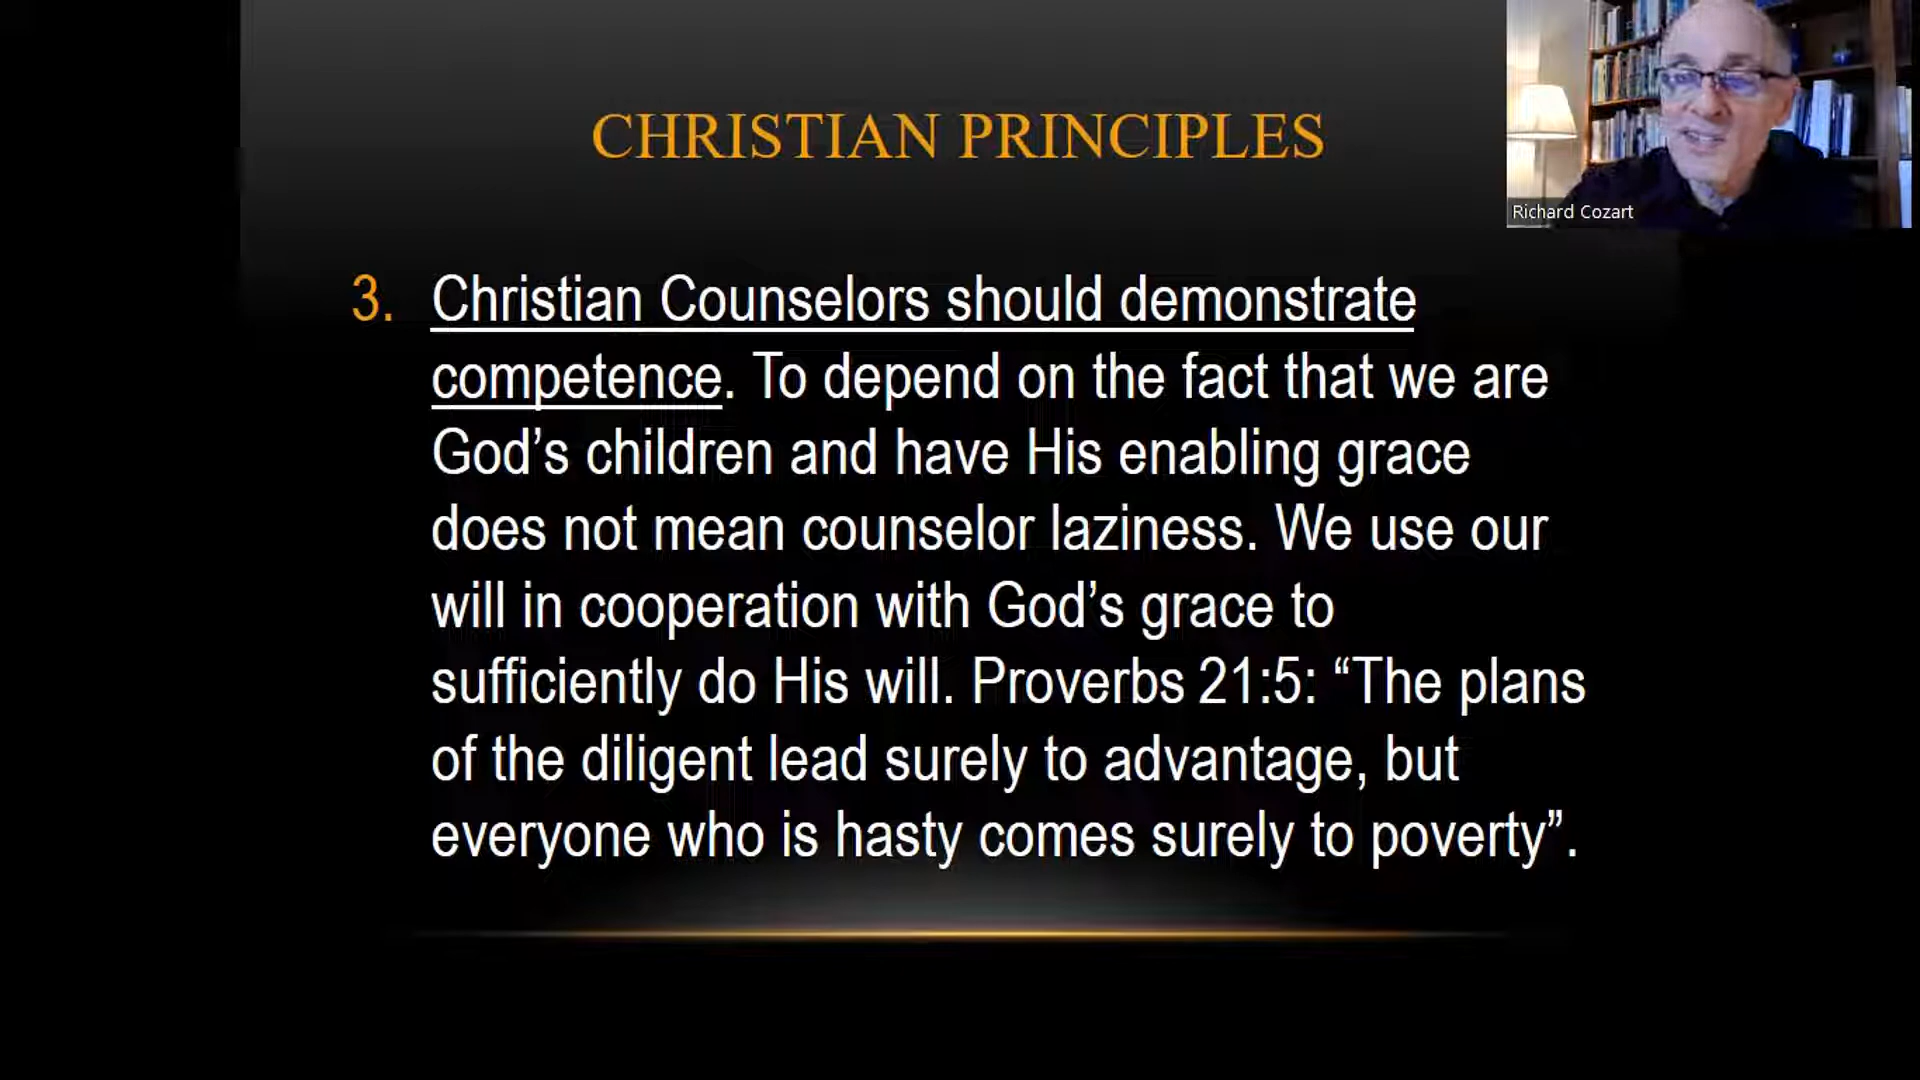 CHRISTIAN PRINCIPLES
Richard Cozart
3. Christian Counselors should demonstrate
competence. To depend on the fact that we are
God’s children and have His enabling grace
does not mean counselor laziness. We use our
will in cooperation with God’s grace to
sufficiently do His will. Proverbs 21:5: “The plans
of the diligent lead surely to advantage, but
everyone who is hasty comes surely to poverty”.